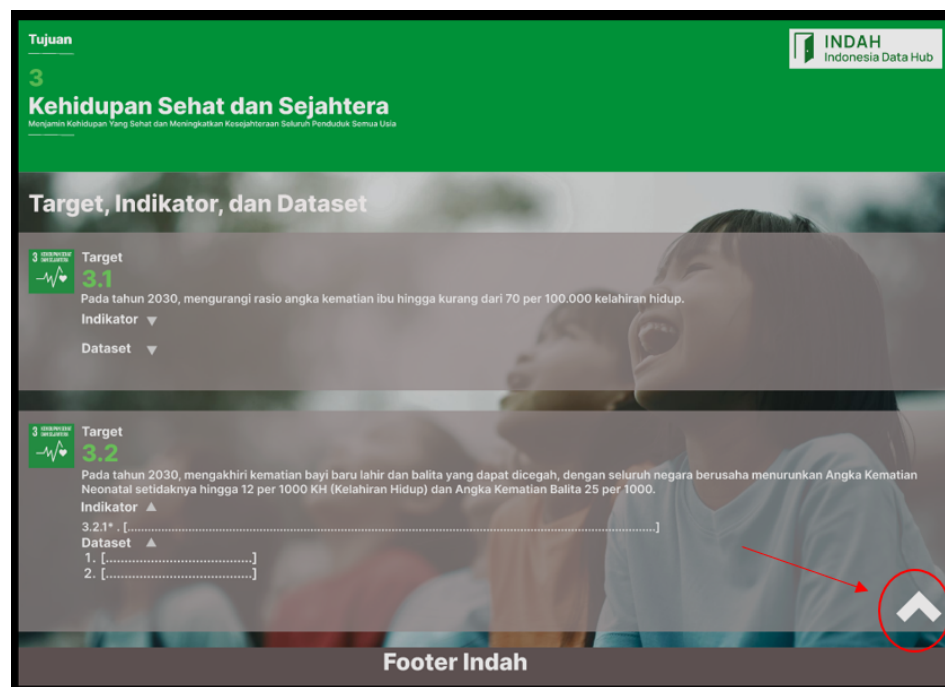 Tujuan
INDAH
Indonesia Data Hub
3
Kehidupan Sehat dan Sejahtera
Menjamin Kehidupan Yang Sehat dan Meningkatkan Kesejahteraan Seluruh Penduduk Semua Usia
Target, Indikator, dan Dataset
3
Target
3.1
Pada tahun 2030, mengurangi rasio angka kematian ibu hingga kurang dari 70 per 100.000 kelahiran hidup.
Indikator ▼
Dataset ▼
3
Target
3.2
Pada tahun 2030, mengakhiri kematian bayi baru lahir dan balita yang dapat dicegah, dengan seluruh negara berusaha menurunkan Angka Kematian
Neonatal setidaknya hingga 12 per 1000 KH (Kelahiran Hidup) dan Angka Kematian Balita 25 per 1000.
Indikator ▲
3.2.1* . [........................................................................................................................................]
Dataset ▲
1. [......................................]
2. [......................................]
Footer Indah